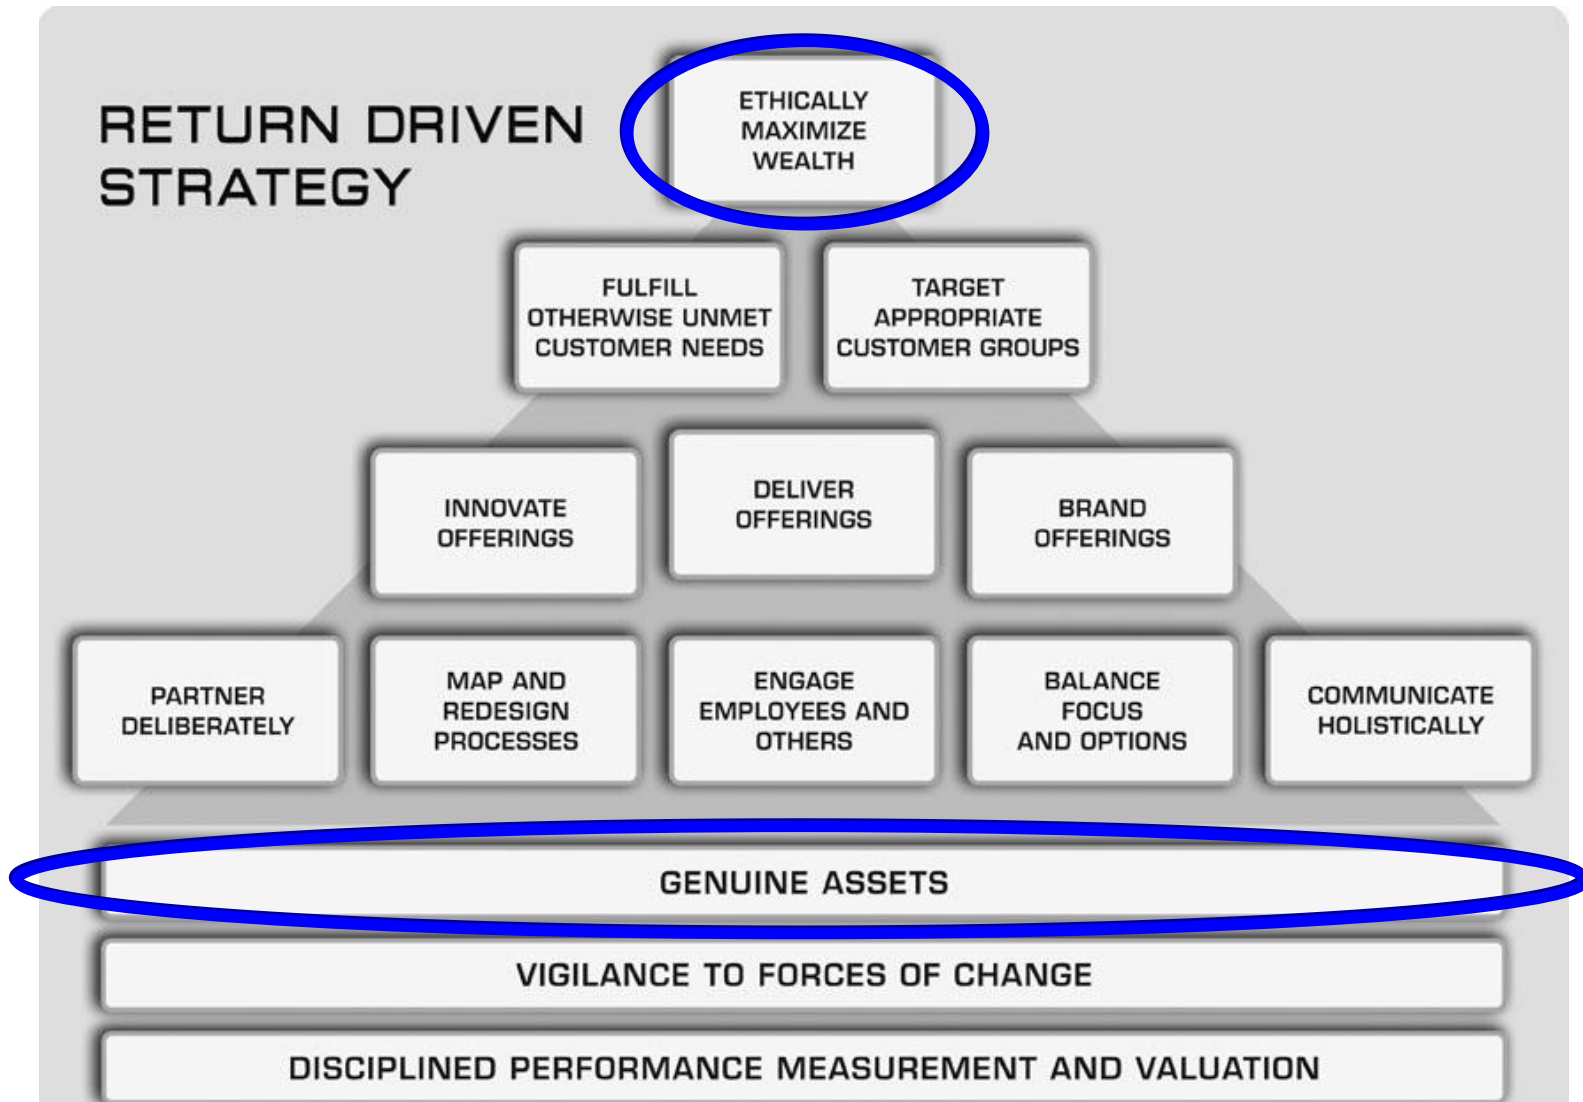 RETURN DRIVEN
STRATEGY
ETHICALLY
MAXIMIZE
WEALTH
FULFILL
OTHERWISE UNMET
CUSTOMER NEEDS
TARGET
APPROPRIATE
CUSTOMER GROUPS
INNOVATE
OFFERINGS
DELIVER
OFFERINGS
BRAND
OFFERINGS
PARTNER
DELIBERATELY
MAP AND
REDESIGN
PROCESSES
ENGAGE
EMPLOYEES AND
OTHERS
BALANCE
FOCUS
AND OPTIONS
COMMUNICATE
HOLISTICALLY
GENUINE ASSETS
VIGILANCE TO FORCES OF CHANGE
DISCIPLINED PERFORMANCE MEASUREMENT AND VALUATION